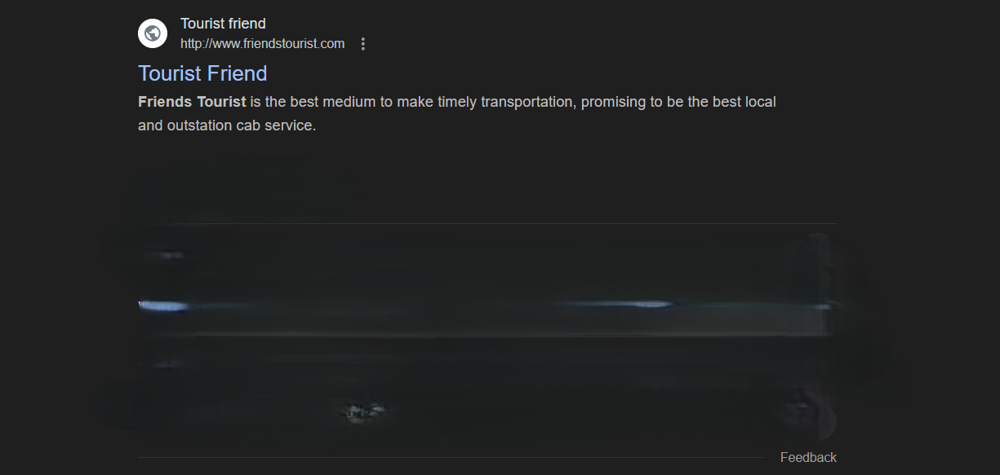 Tourist friend
http://www.friendstourist.com
Tourist Friend
Friends Tourist is the best medium to make timely transportation, promising to be the best local
and outstation cab service.
Feedback